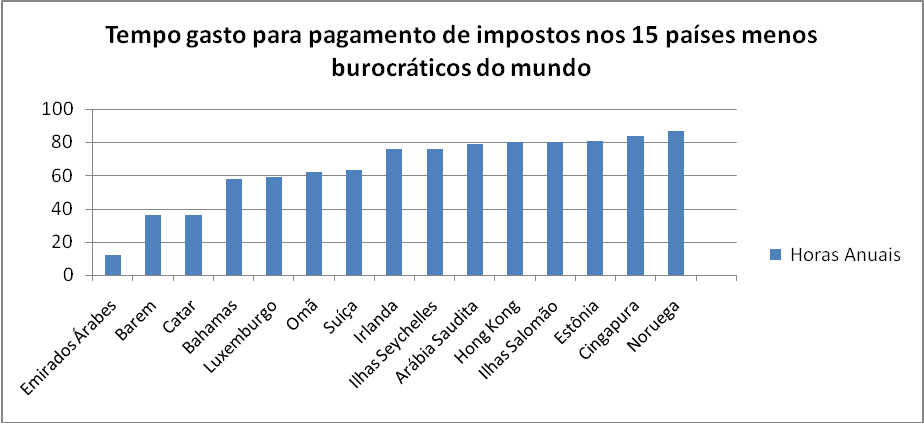 Tempo gasto para pagamento de impostos nos 15 países menos
burocráticos do mundo
100
80
60
40
20
0
Horas Anuais
Emirados Árabes
Barem
Catar
Bahamas
Luxemburgo
Omã
Suíça
Irlanda
Ilhas Seychelles
Arábia Saudita
Hong Kong
Ilhas Salomão
Estônia
Cingapura
Noruega